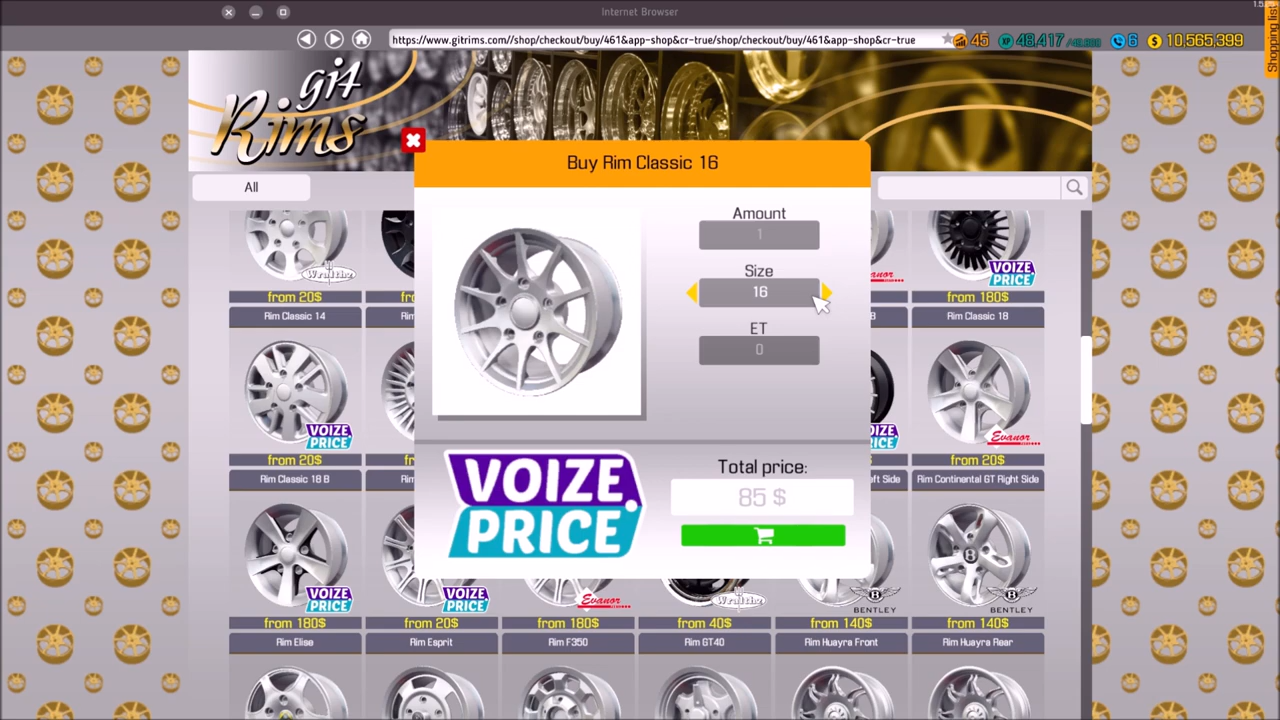 Internet Browser
1.5.
https://www.gitrims.com//shop/checkout/buy/461&app-shop&cr-true/shop/checkout/buy/461&app-shop&cr-true
45
48,417
6
10,565,399
Shopping list
git
Rims
Buy Rim Classic 16
All
Amount
1
Size
16
ET
0
VOIZE
PRICE
Total price:
85 $
Wraithz
VOIZE
PRICE
from 20$
from 180$
Rim Classic 14
Rim Classic 18
VOIZE
PRICE
Evanor
from 20$
from 20$
Rim Classic 18 B
Rim Continental GT Right Side
VOIZE
PRICE
VOIZE
PRICE
Evanor
Wraithz
BENTLEY
BENTLEY
from 180$
from 20$
from 180$
from 40$
from 140$
from 140$
Rim Elise
Rim Esprit
Rim F350
Rim GT40
Rim Huayra Front
Rim Huayra Rear